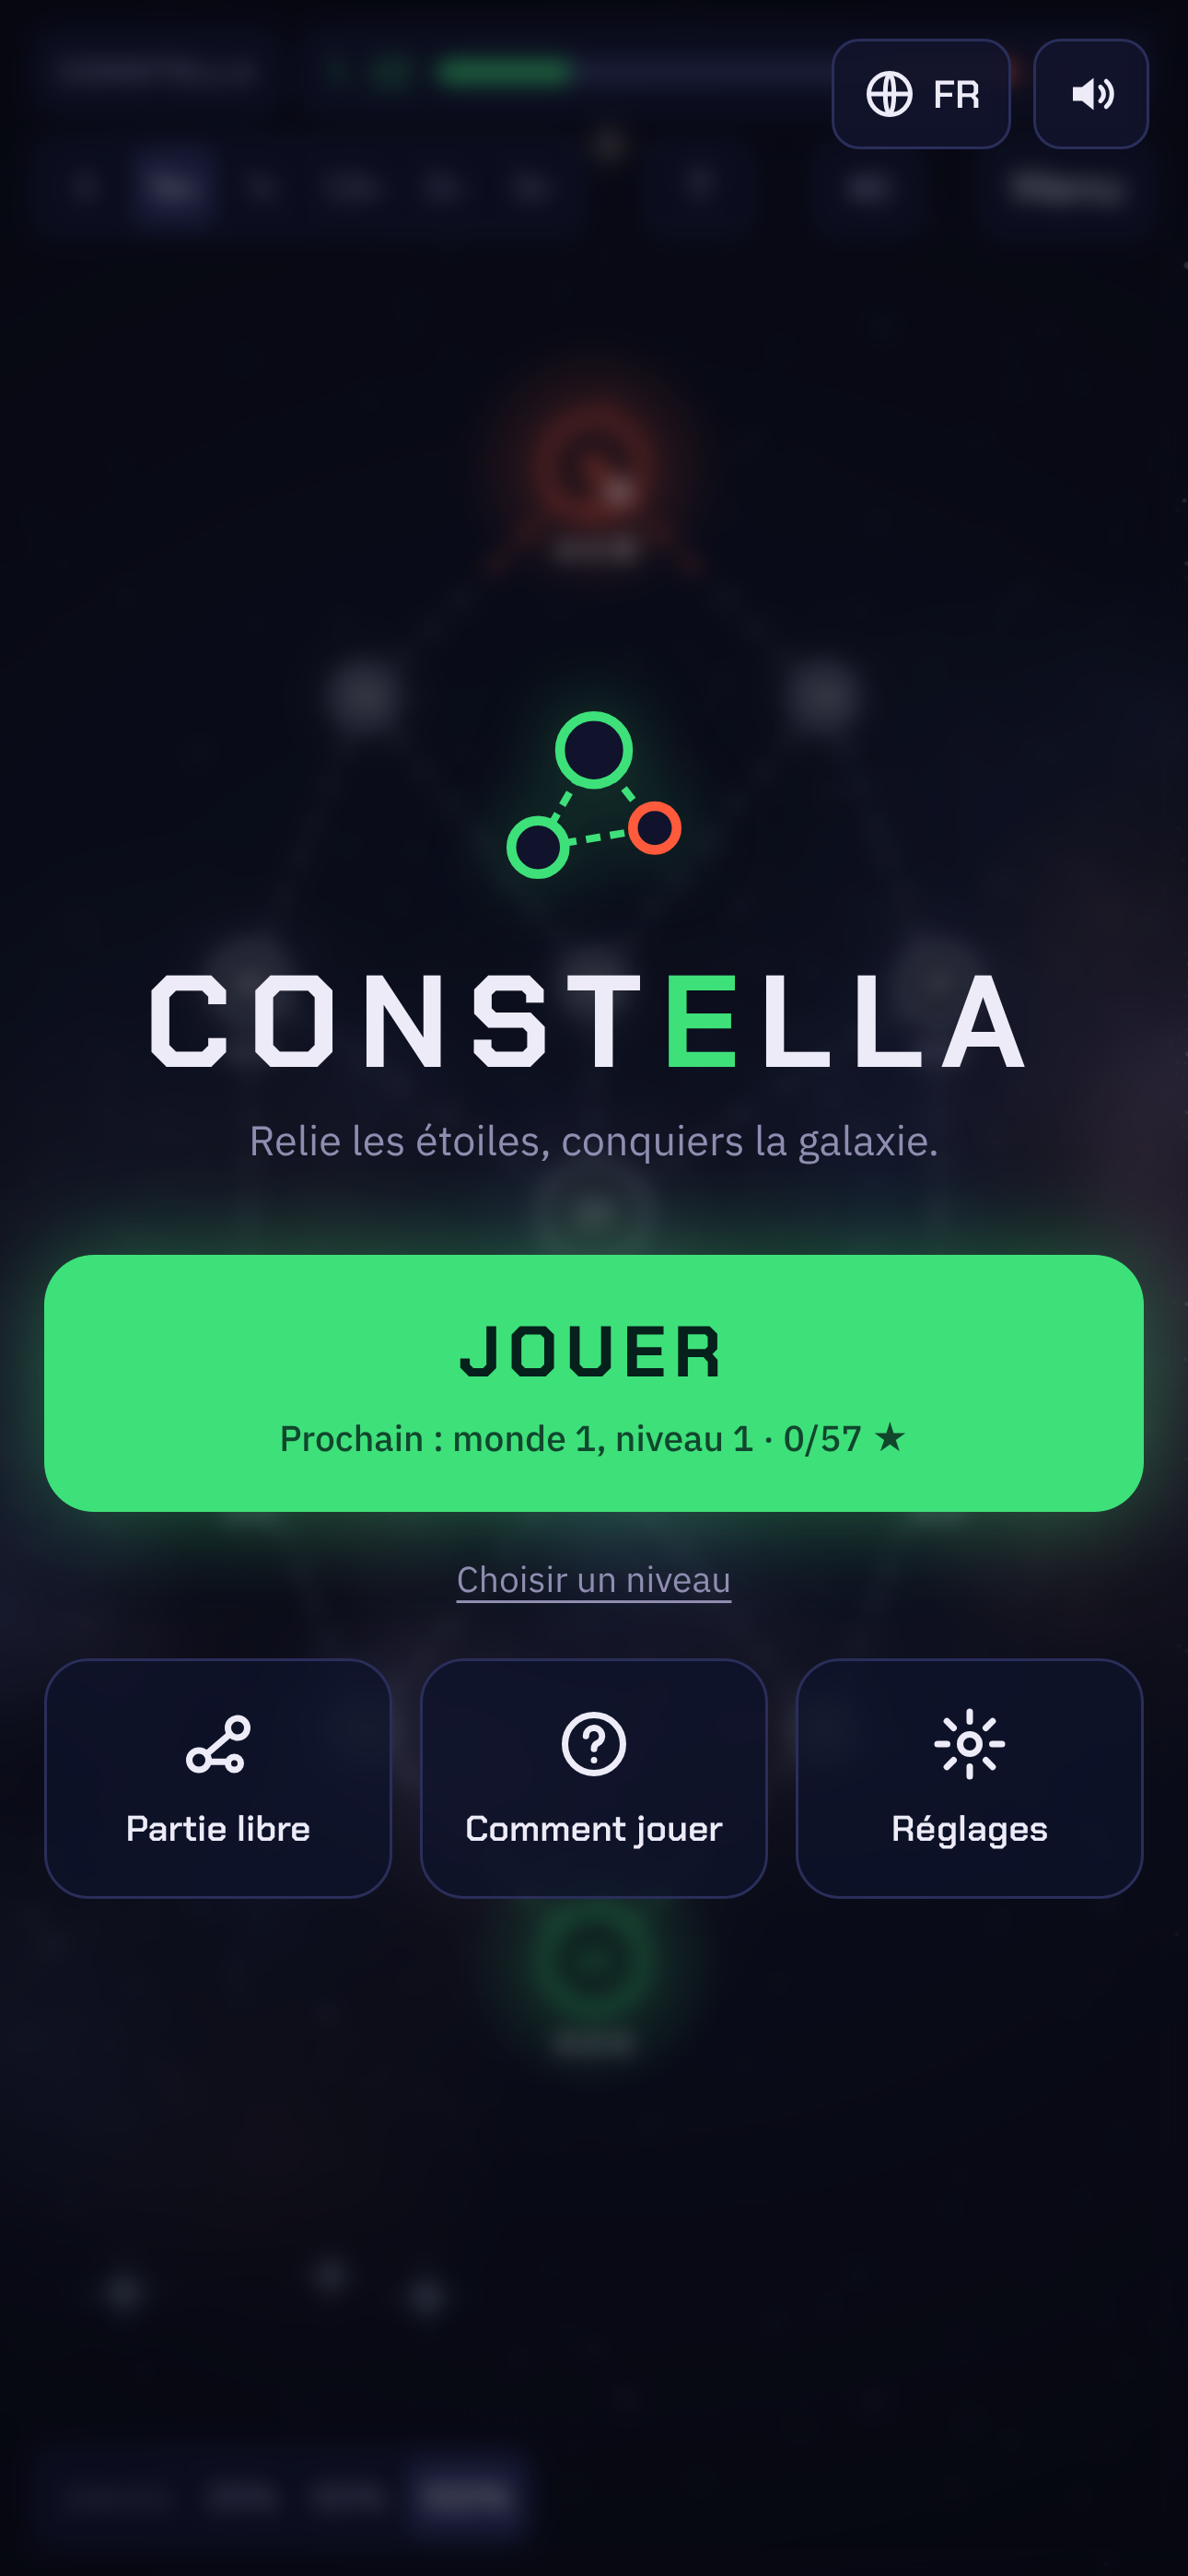 FR
CONSTELLA
Relie les étoiles, conquiers la galaxie.
JOUER
Prochain : monde 1, niveau 1 · 0/57 ★
Choisir un niveau
Partie libre
Comment jouer
Réglages